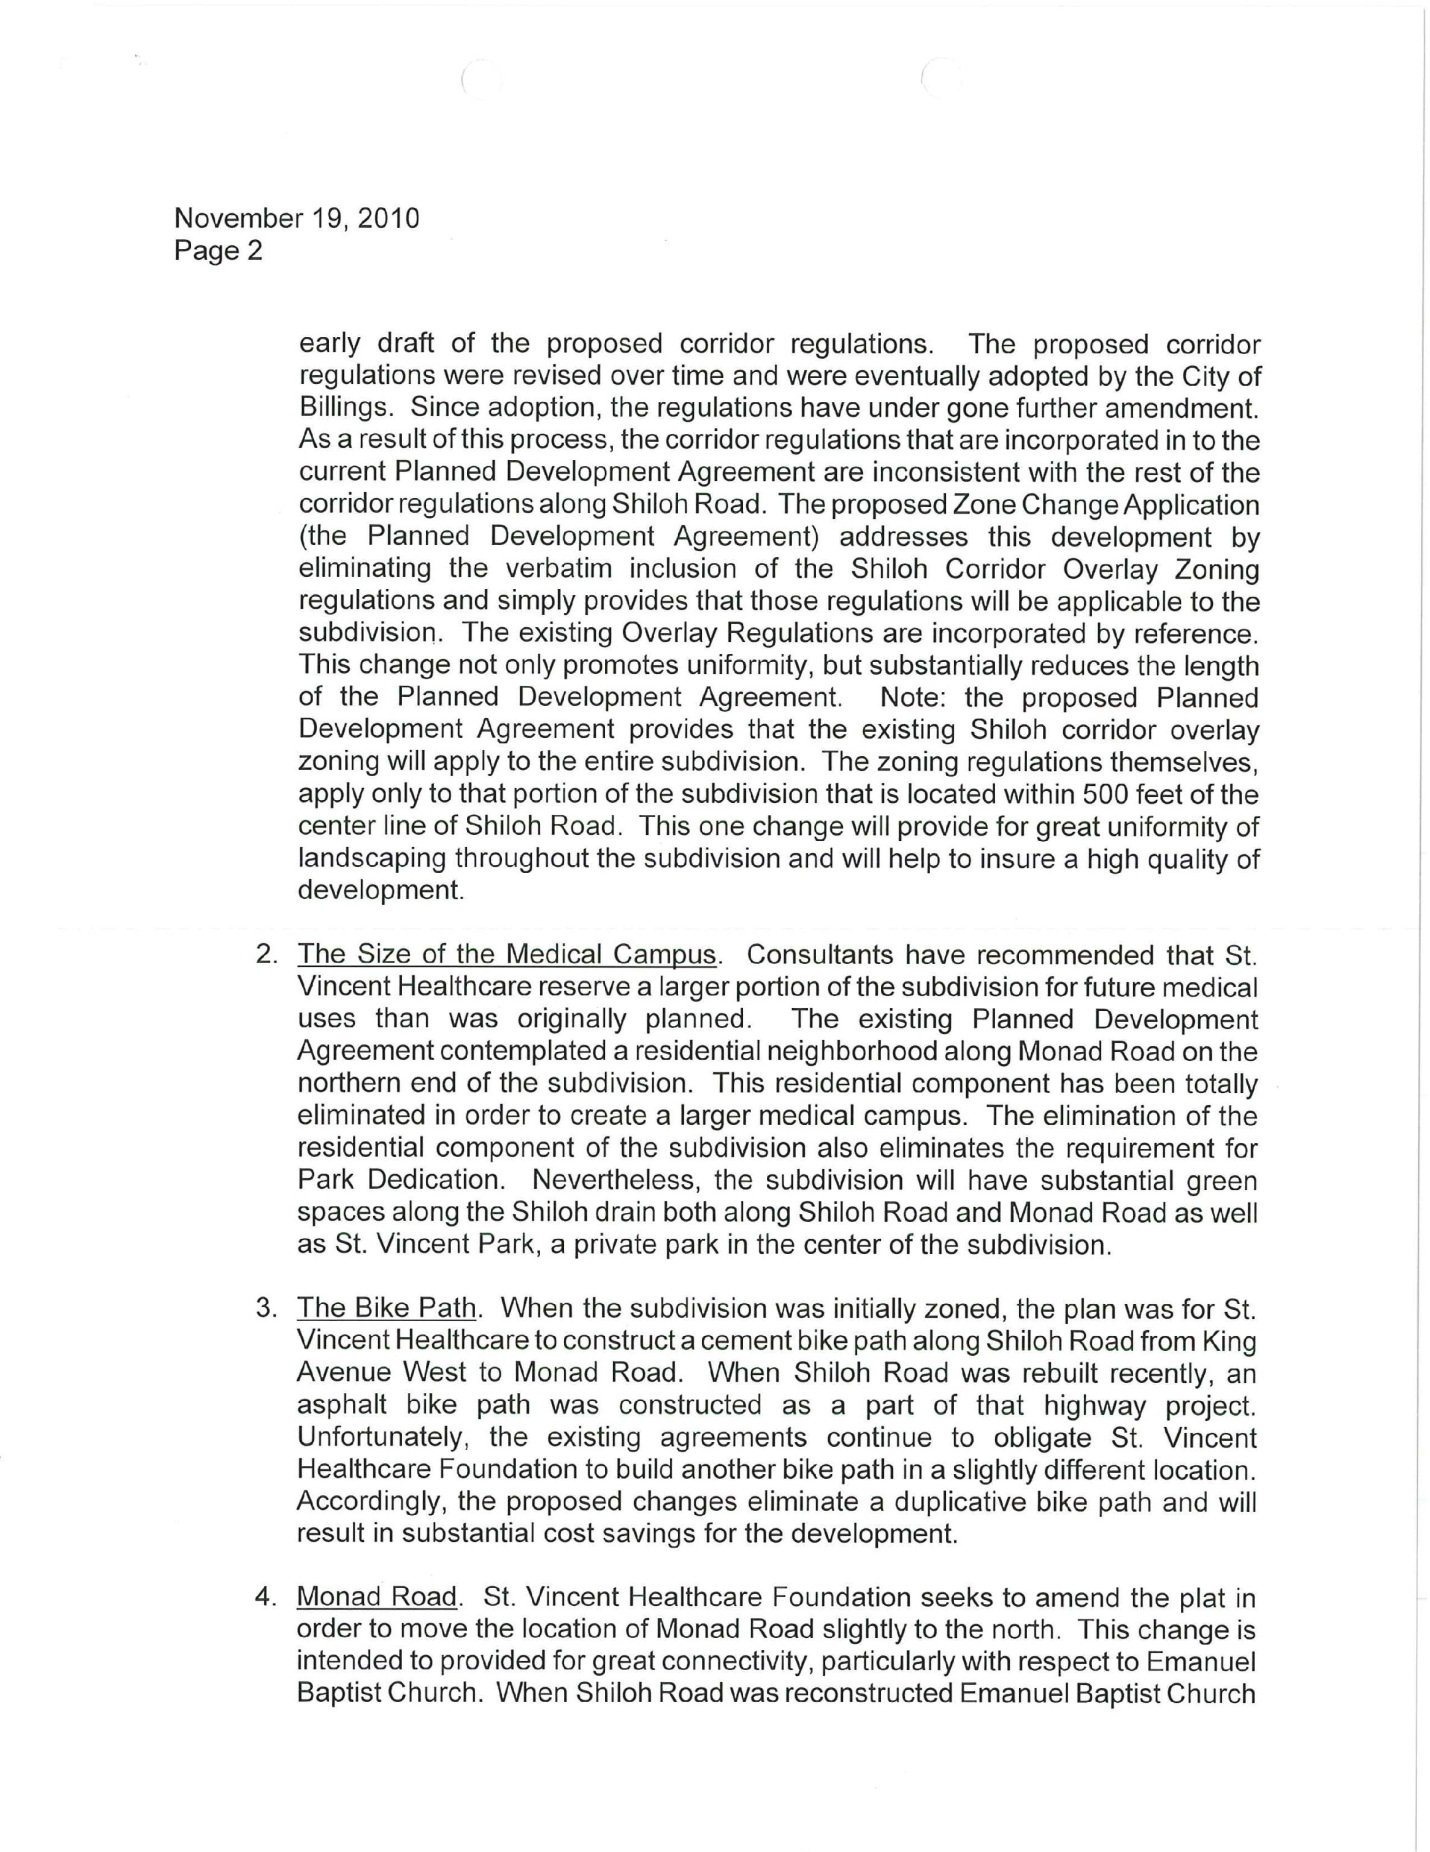 November 19, 2010
Page 2
early draft of the proposed corridor regulations. The proposed corridor
regulations were revised over time and were eventually adopted by the City of
Billings. Since adoption, the regulations have under gone further amendment.
As a result of this process, the corridor regulations that are incorporated in to the
current Planned Development Agreement are inconsistent with the rest of the
corridor regulations along Shiloh Road. The proposed Zone Change Application
(the Planned Development Agreement) addresses this development by
eliminating the verbatim inclusion of the Shiloh Corridor Overlay Zoning
regulations and simply provides that those regulations will be applicable to the
subdivision. The existing Overlay Regulations are incorporated by reference.
This change not only promotes uniformity, but substantially reduces the length
of the Planned Development Agreement. Note: the proposed Planned
Development Agreement provides that the existing Shiloh corridor overlay
zoning will apply to the entire subdivision. The zoning regulations themselves,
apply only to that portion of the subdivision that is located within 500 feet of the
center line of Shiloh Road. This one change will provide for great uniformity of
landscaping throughout the subdivision and will help to insure a high quality of
development.
2. The Size of the Medical Campus. Consultants have recommended that St.
Vincent Healthcare reserve a larger portion of the subdivision for future medical
uses than was originally planned. The existing Planned Development
Agreement contemplated a residential neighborhood along Monad Road on the
northern end of the subdivision. This residential component has been totally
eliminated in order to create a larger medical campus. The elimination of the
residential component of the subdivision also eliminates the requirement for
Park Dedication. Nevertheless, the subdivision will have substantial green
spaces along the Shiloh drain both along Shiloh Road and Monad Road as well
as St. Vincent Park, a private park in the center of the subdivision.
3. The Bike Path. When the subdivision was initially zoned, the plan was for St.
Vincent Healthcare to construct a cement bike path along Shiloh Road from King
Avenue West to Monad Road. When Shiloh Road was rebuilt recently, an
asphalt bike path was constructed as a part of that highway project.
Unfortunately, the existing agreements continue to obligate St. Vincent
Healthcare Foundation to build another bike path in a slightly different location.
Accordingly, the proposed changes eliminate a duplicative bike path and will
result in substantial cost savings for the development.
4. Monad Road. St. Vincent Healthcare Foundation seeks to amend the plat in
order to move the location of Monad Road slightly to the north. This change is
intended to provided for great connectivity, particularly with respect to Emanuel
Baptist Church. When Shiloh Road was reconstructed Emanuel Baptist Church